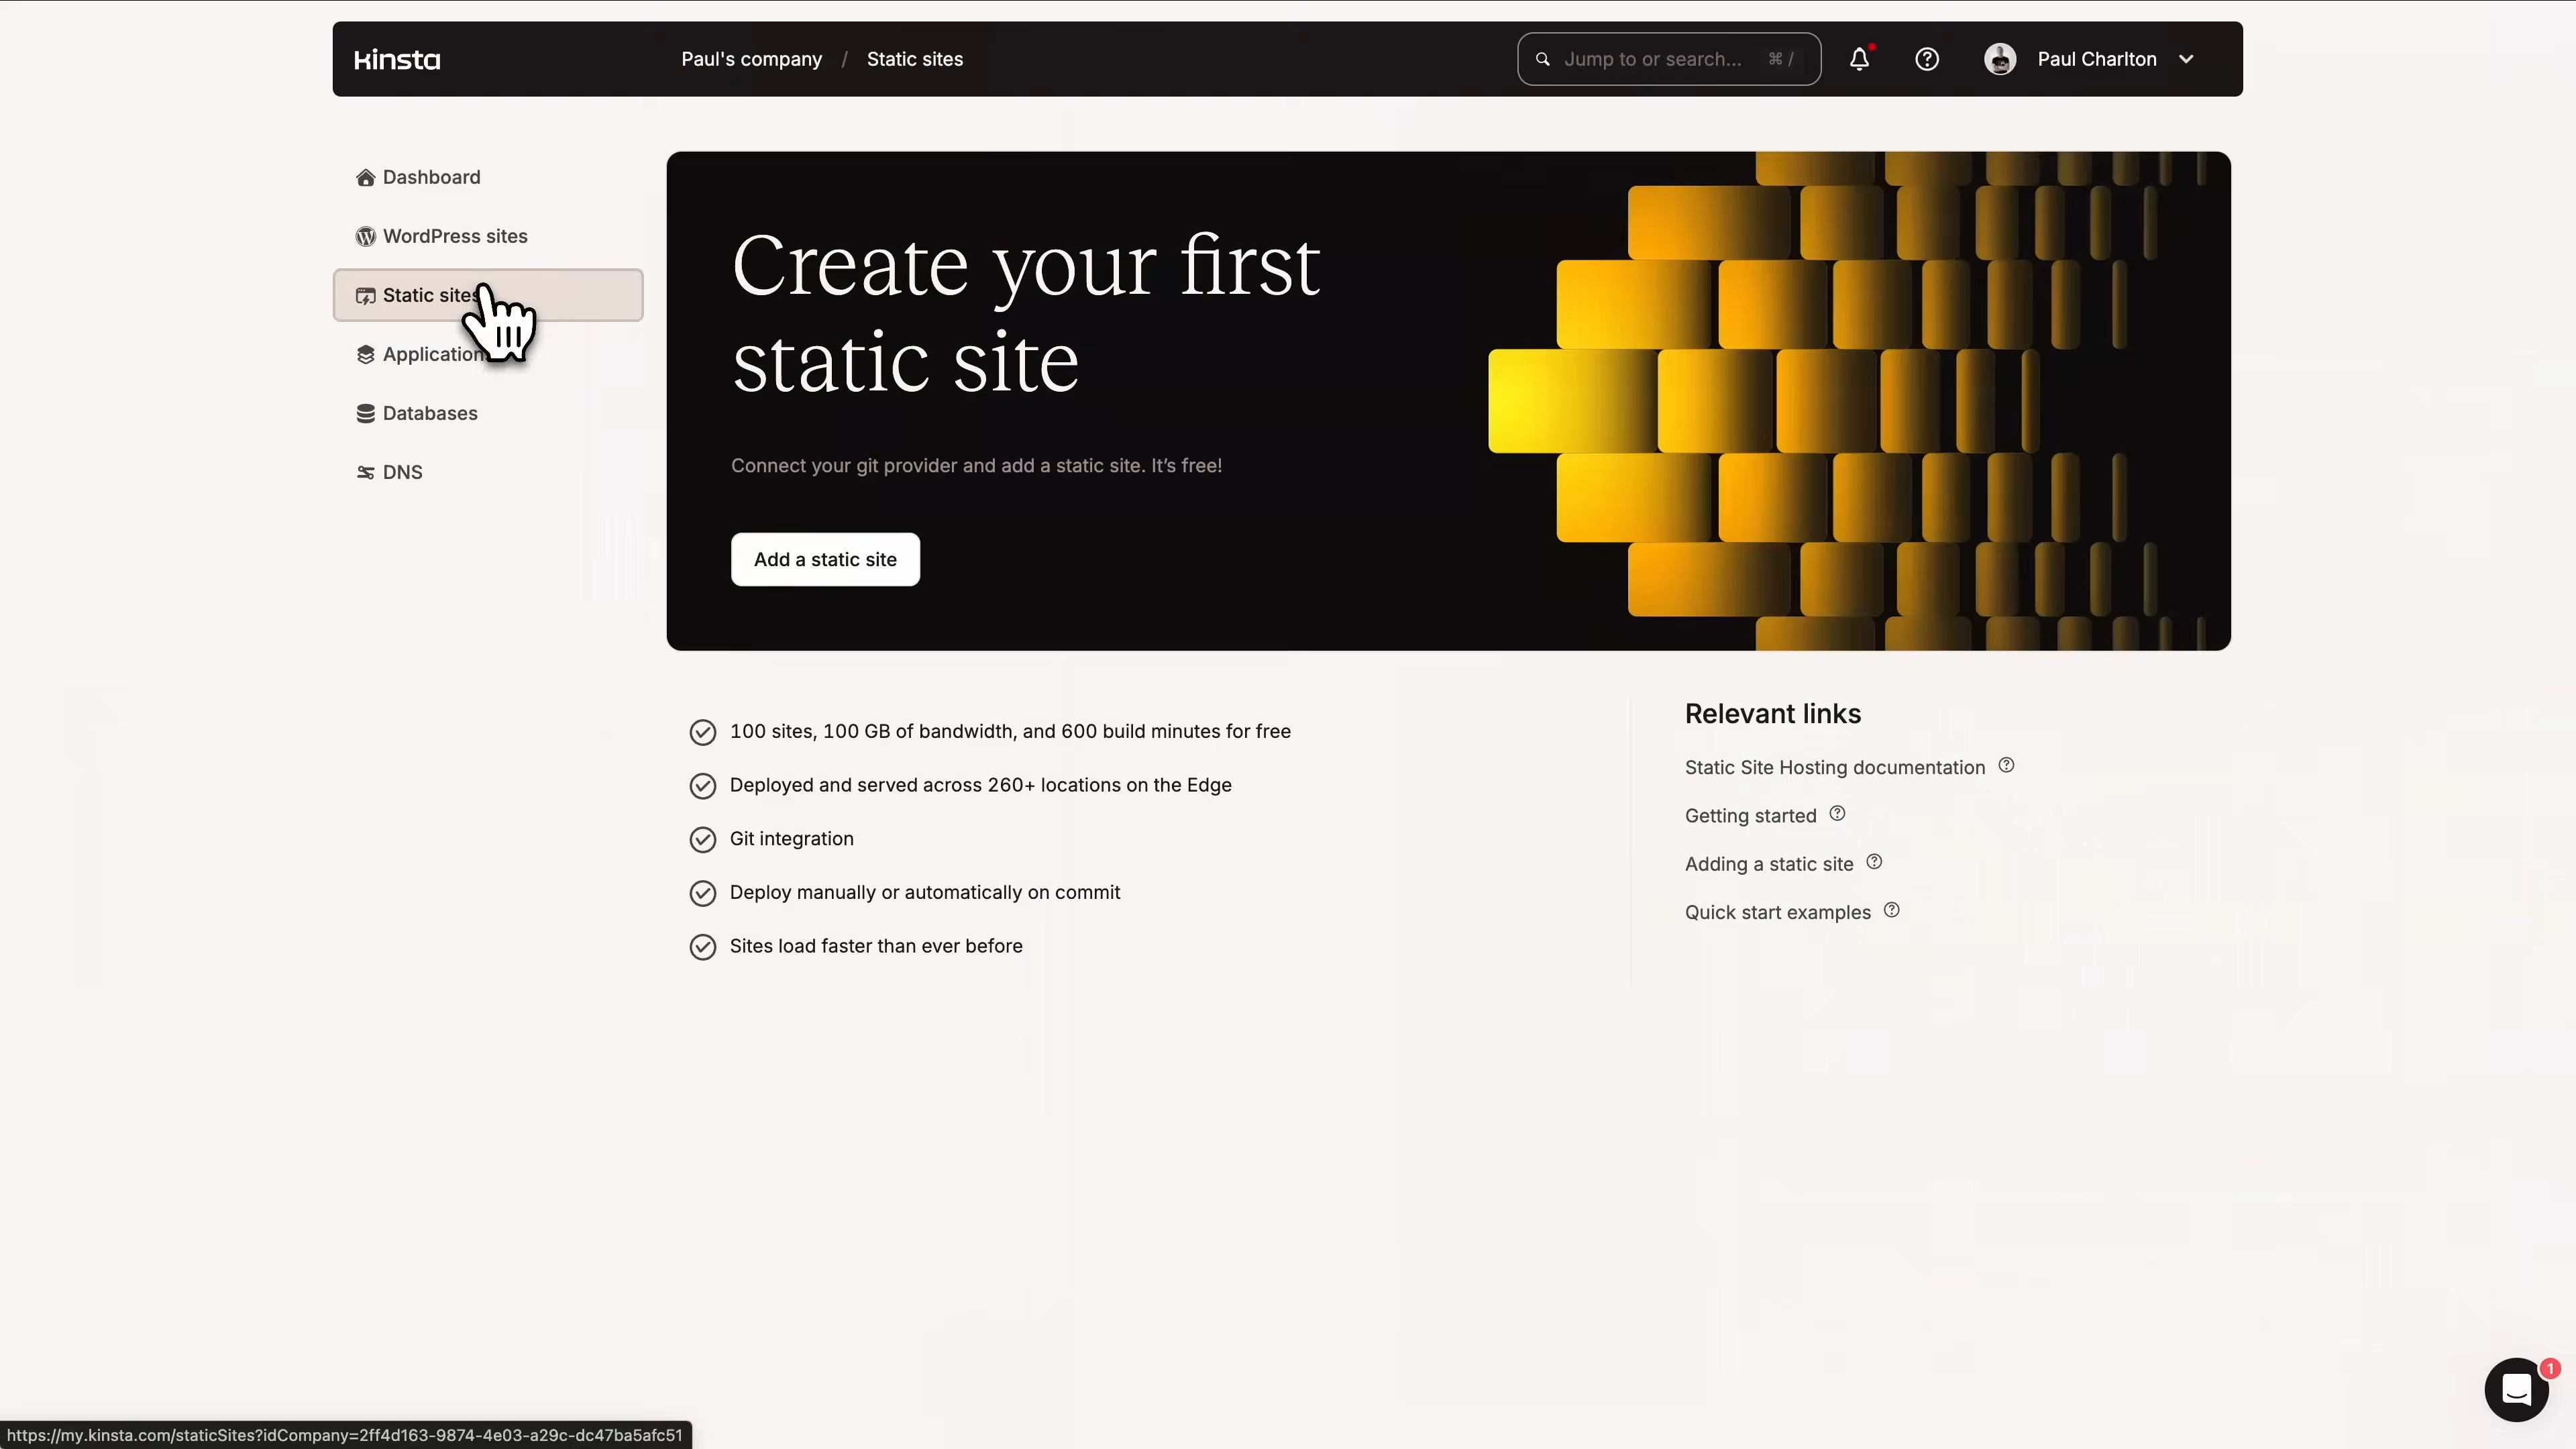 Kinsta
Paul's company / Static sites
Jump to or search... ⌘ /
Paul Charlton
Dashboard
WordPress sites
Static sites
Application
Databases
DNS
Create your first
static site
Connect your git provider and add a static site. It’s free!
Add a static site
100 sites, 100 GB of bandwidth, and 600 build minutes for free
Deployed and served across 260+ locations on the Edge
Git integration
Deploy manually or automatically on commit
Sites load faster than ever before
Relevant links
Static Site Hosting documentation
Getting started
Adding a static site
Quick start examples
1
https://my.kinsta.com/staticSites?idCompany=2ff4d163-9874-4e03-a29c-dc47ba5afc51